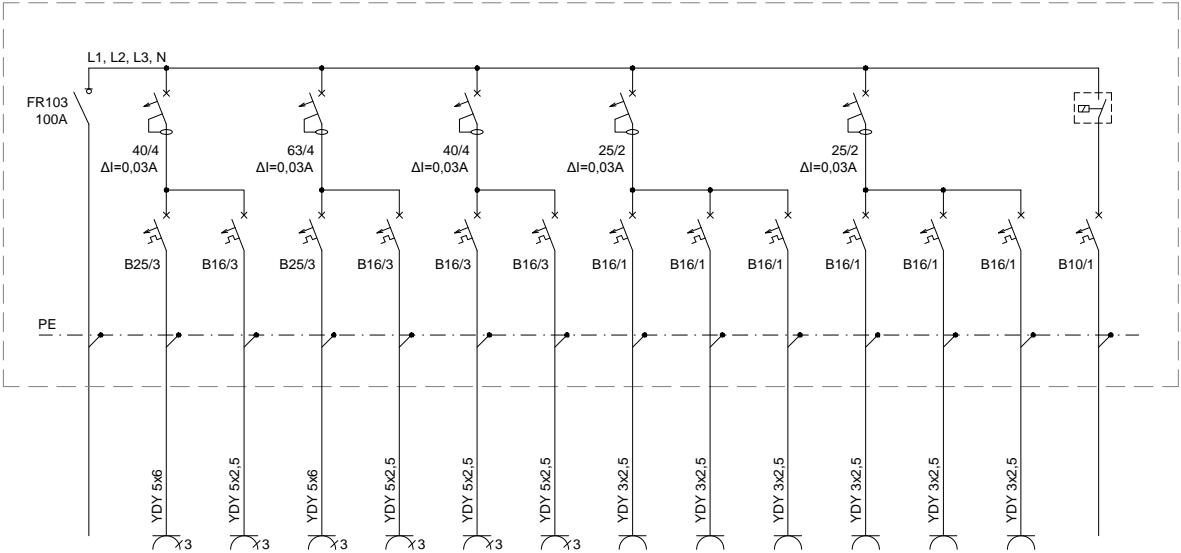 L1, L2, L3, N
FR103
100A
40/4
ΔI=0,03A
63/4
ΔI=0,03A
40/4
ΔI=0,03A
25/2
ΔI=0,03A
25/2
ΔI=0,03A
B25/3
B16/3
B25/3
B16/3
B16/3
B16/3
B16/1
B16/1
B16/1
B16/1
B16/1
B16/1
B10/1
PE
YDY 5x6
YDY 5x2,5
YDY 5x6
YDY 5x2,5
YDY 5x2,5
YDY 5x2,5
YDY 3x2,5
YDY 3x2,5
YDY 3x2,5
YDY 3x2,5
YDY 3x2,5
YDY 3x2,5
3
3
3
3
3
3